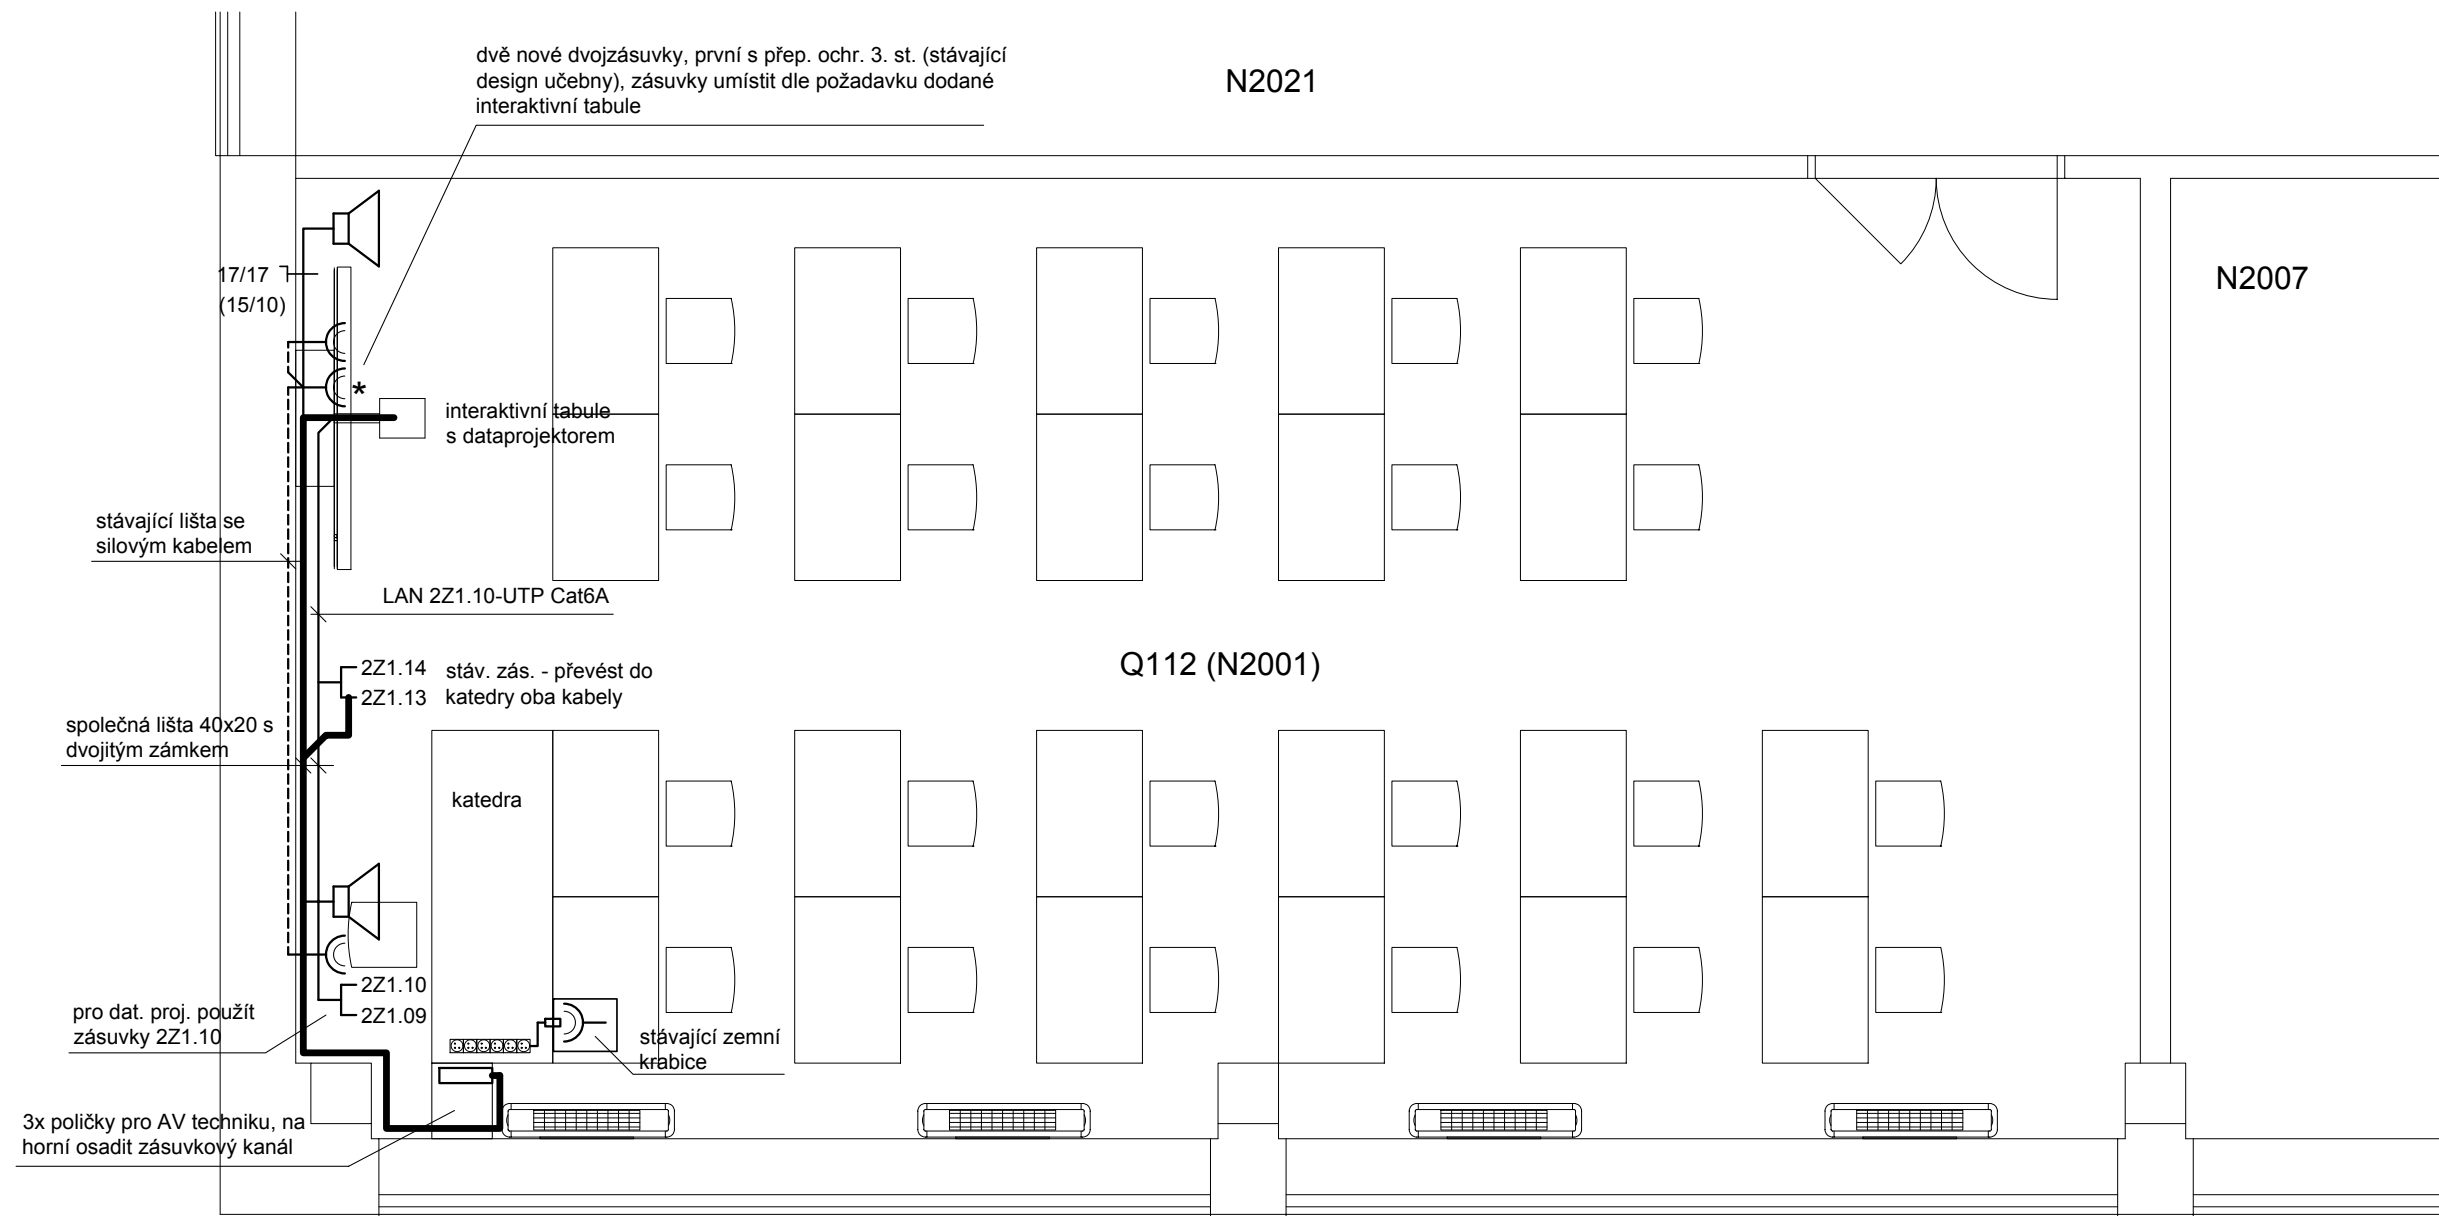 dvě nové dvojzásuvky, první s přep. ochr. 3. st. (stávající
design učebny), zásuvky umístit dle požadavku dodané
interaktivní tabule
N2021
17/17
(15/10)
N2007
*
interaktivní tabule
s dataprojektorem
stávající lišta se
silovým kabelem
LAN 2Z1.10-UTP Cat6A
Q112 (N2001)
2Z1.14
2Z1.13
stáv. zás. - převést do
katedry oba kabely
společná lišta 40x20 s
dvojitým zámkem
katedra
2Z1.10
2Z1.09
pro dat. proj. použít
zásuvky 2Z1.10
stávající zemní
krabice
3x poličky pro AV techniku, na
horní osadit zásuvkový kanál